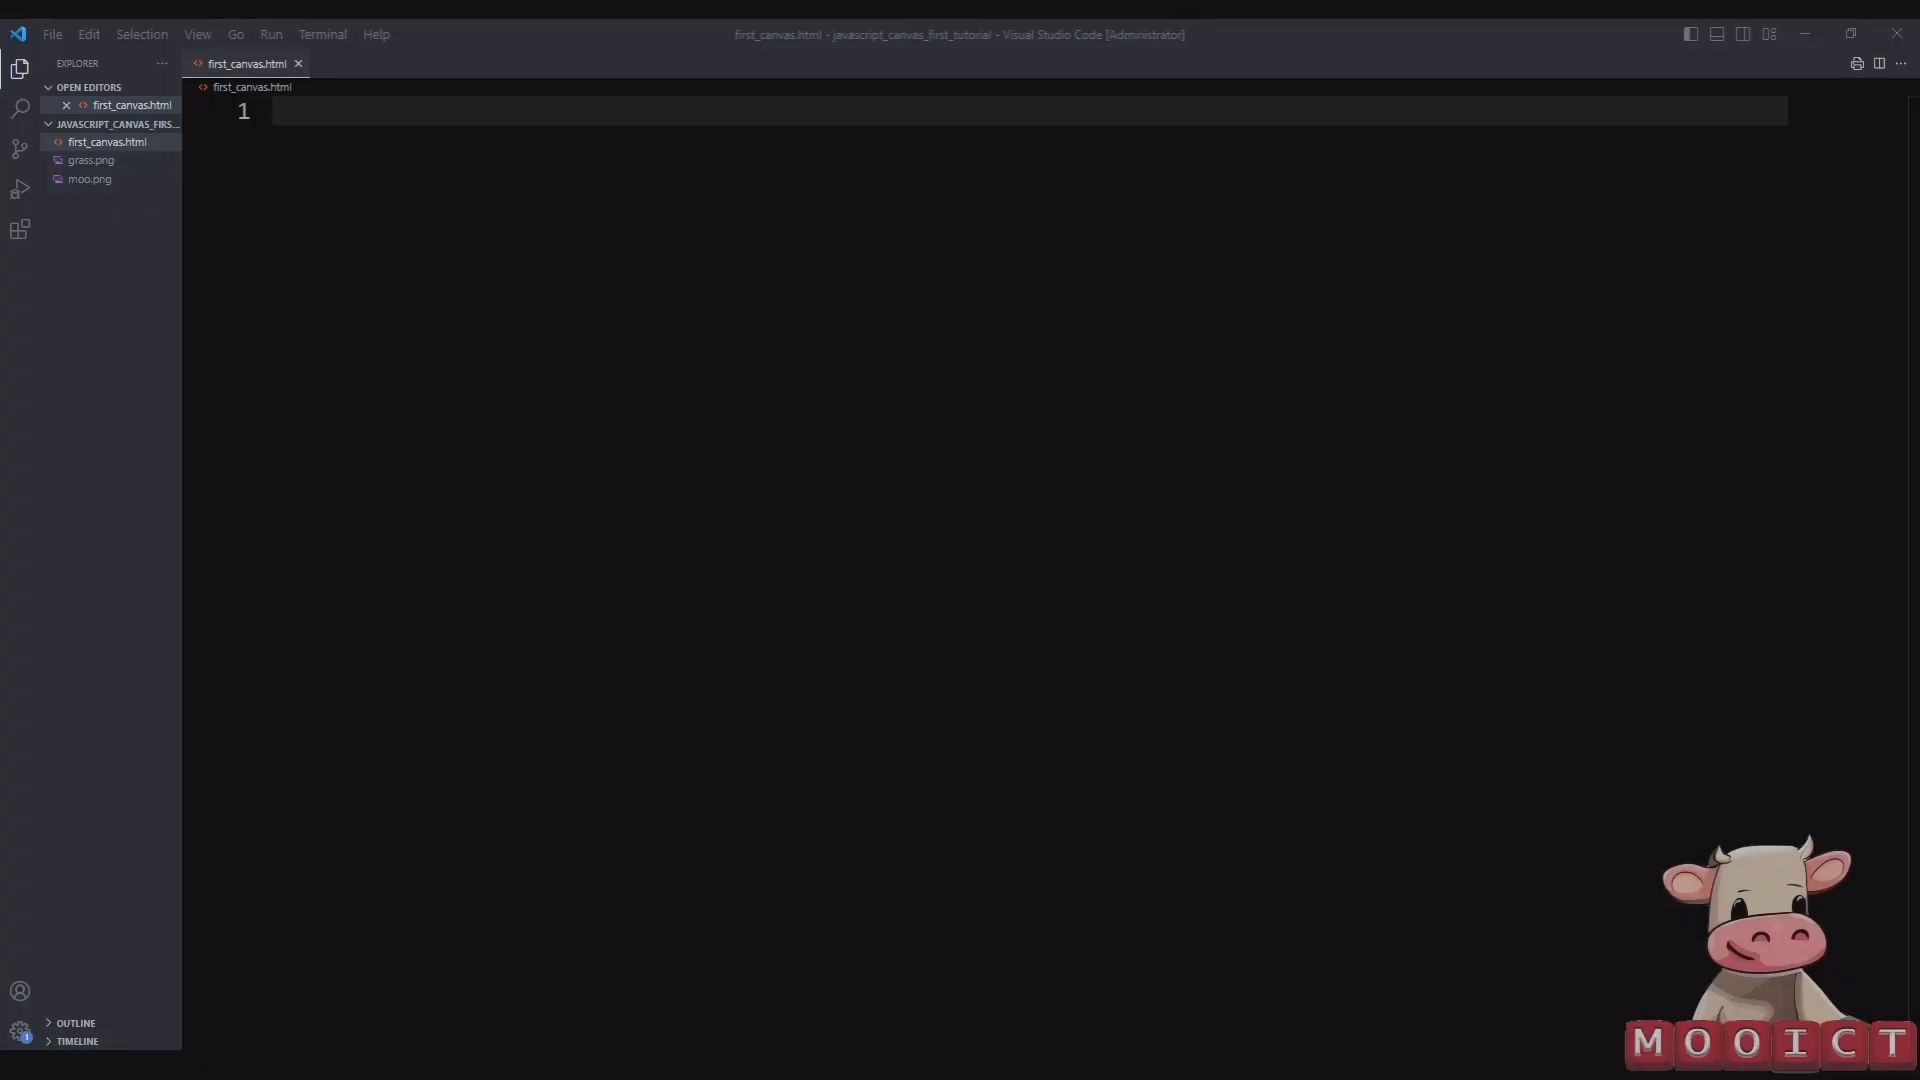 File Edit Selection View Go Run Terminal Help
first_canvas.html - javascript_canvas_first_tutorial - Visual Studio Code [Administrator]
EXPLORER
first_canvas.html
OPEN EDITORS
first_canvas.html
first_canvas.html
1
JAVASCRIPT_CANVAS_FIRS...
first_canvas.html
grass.png
moo.png
OUTLINE
1
TIMELINE
MOOICT